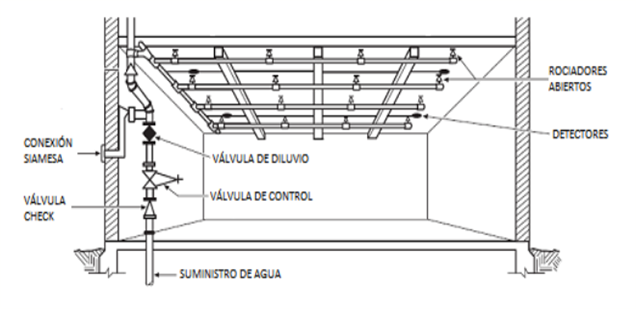 ROCIADORES
ABIERTOS
DETECTORES
CONEXIÓN
SIAMESA
VÁLVULA DE DILUVIO
VÁLVULA DE CONTROL
VÁLVULA
CHECK
SUMINISTRO DE AGUA